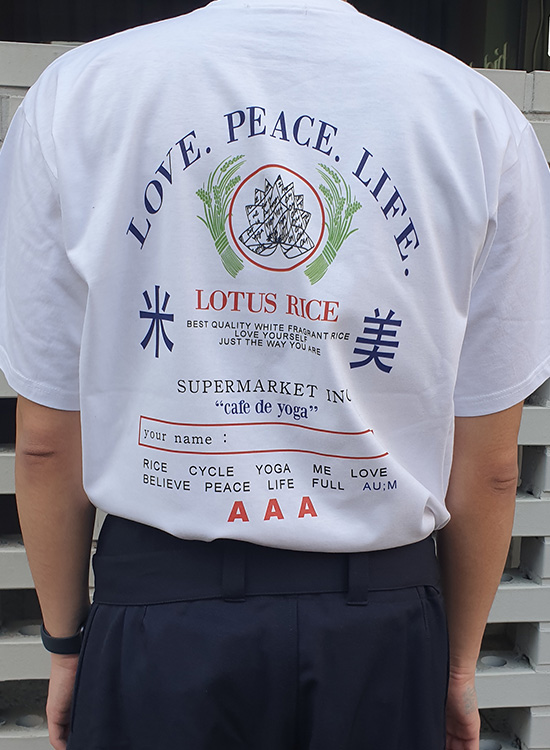 LOVE. PEACE. LIFE.
LOTUS RICE
米
美
BEST QUALITY WHITE FRAGRANT RICE
LOVE YOURSELF
JUST THE WAY YOU ARE
SUPERMARKET INC
“cafe de yoga”
your name :
RICE CYCLE YOGA ME LOVE
BELIEVE PEACE LIFE FULL AU;M
AAA